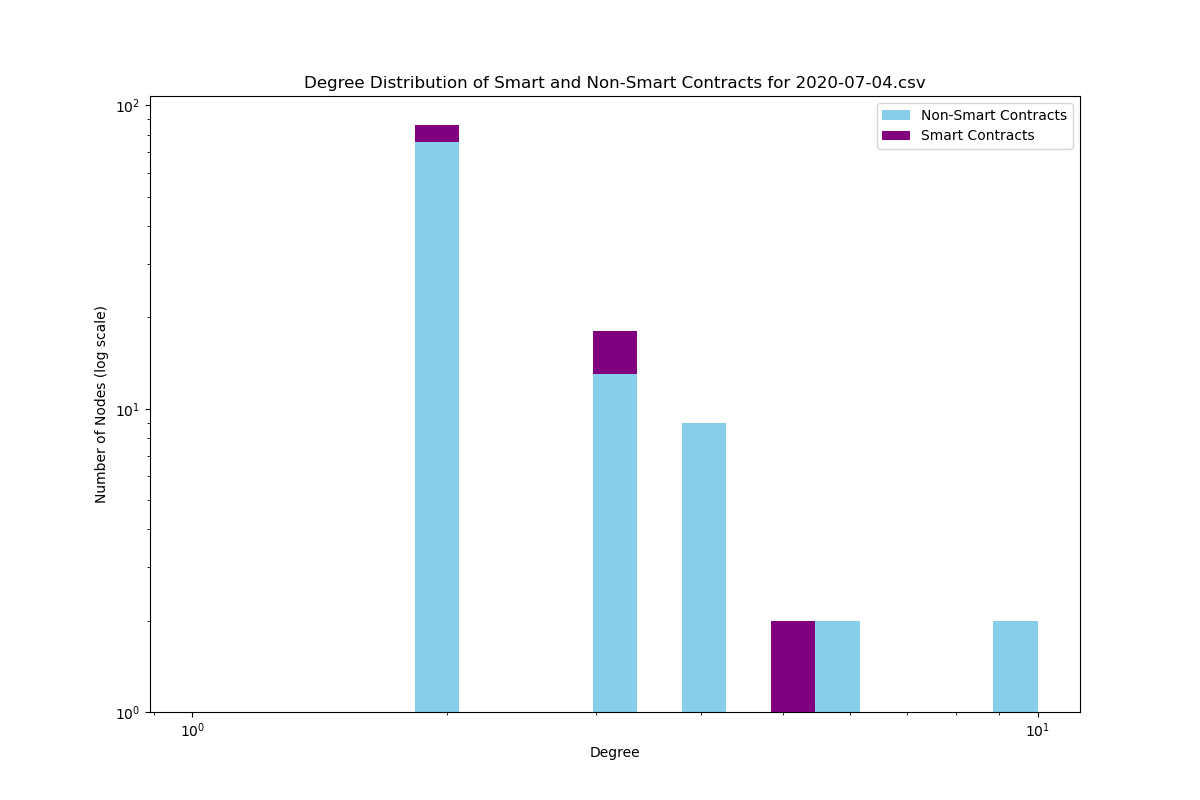 Degree Distribution of Smart and Non-Smart Contracts for 2020-07-04.csv
Non-Smart Contracts
Smart Contracts
Number of Nodes (log scale)
10²
10¹
10⁰
10⁰ 10¹
Degree